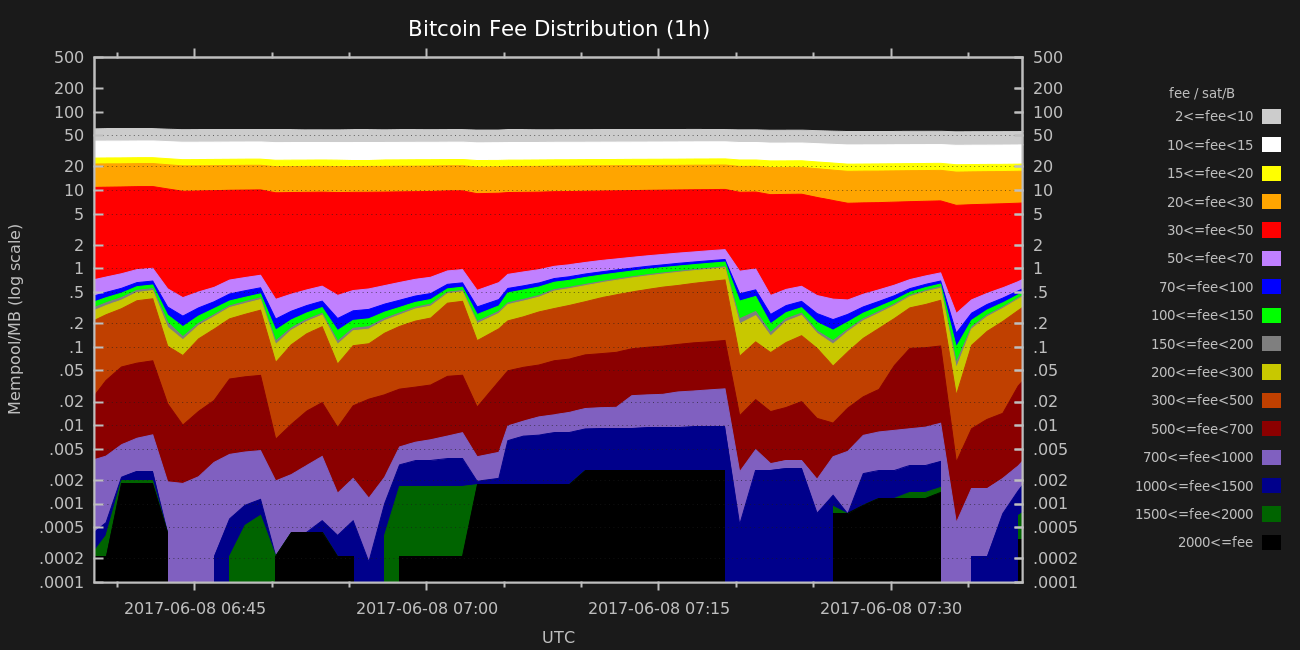 Bitcoin Fee Distribution (1h)
500
200
100
50
20
10
5
2
1
.5
.2
.1
.05
.02
.01
.005
.002
.001
.0005
.0002
.0001
Mempool/MB (log scale)
500
200
100
50
20
10
5
2
1
.5
.2
.1
.05
.02
.01
.005
.002
.001
.0005
.0002
.0001
2017-06-08 6:45
2017-06-08 07:00
2017-06-08 07:15
2017-06-08 07:30
UTC
fee / sat/B
2<=fee<10
10<=fee<15
15<=fee<20
20<=fee<30
30<=fee<50
50<=fee<70
70<=fee<100
100<=fee<150
150<=fee<200
200<=fee<300
300<=fee<500
500<=fee<700
700<=fee<1000
1000<=fee<1500
1500<=fee<2000
2000<=fee